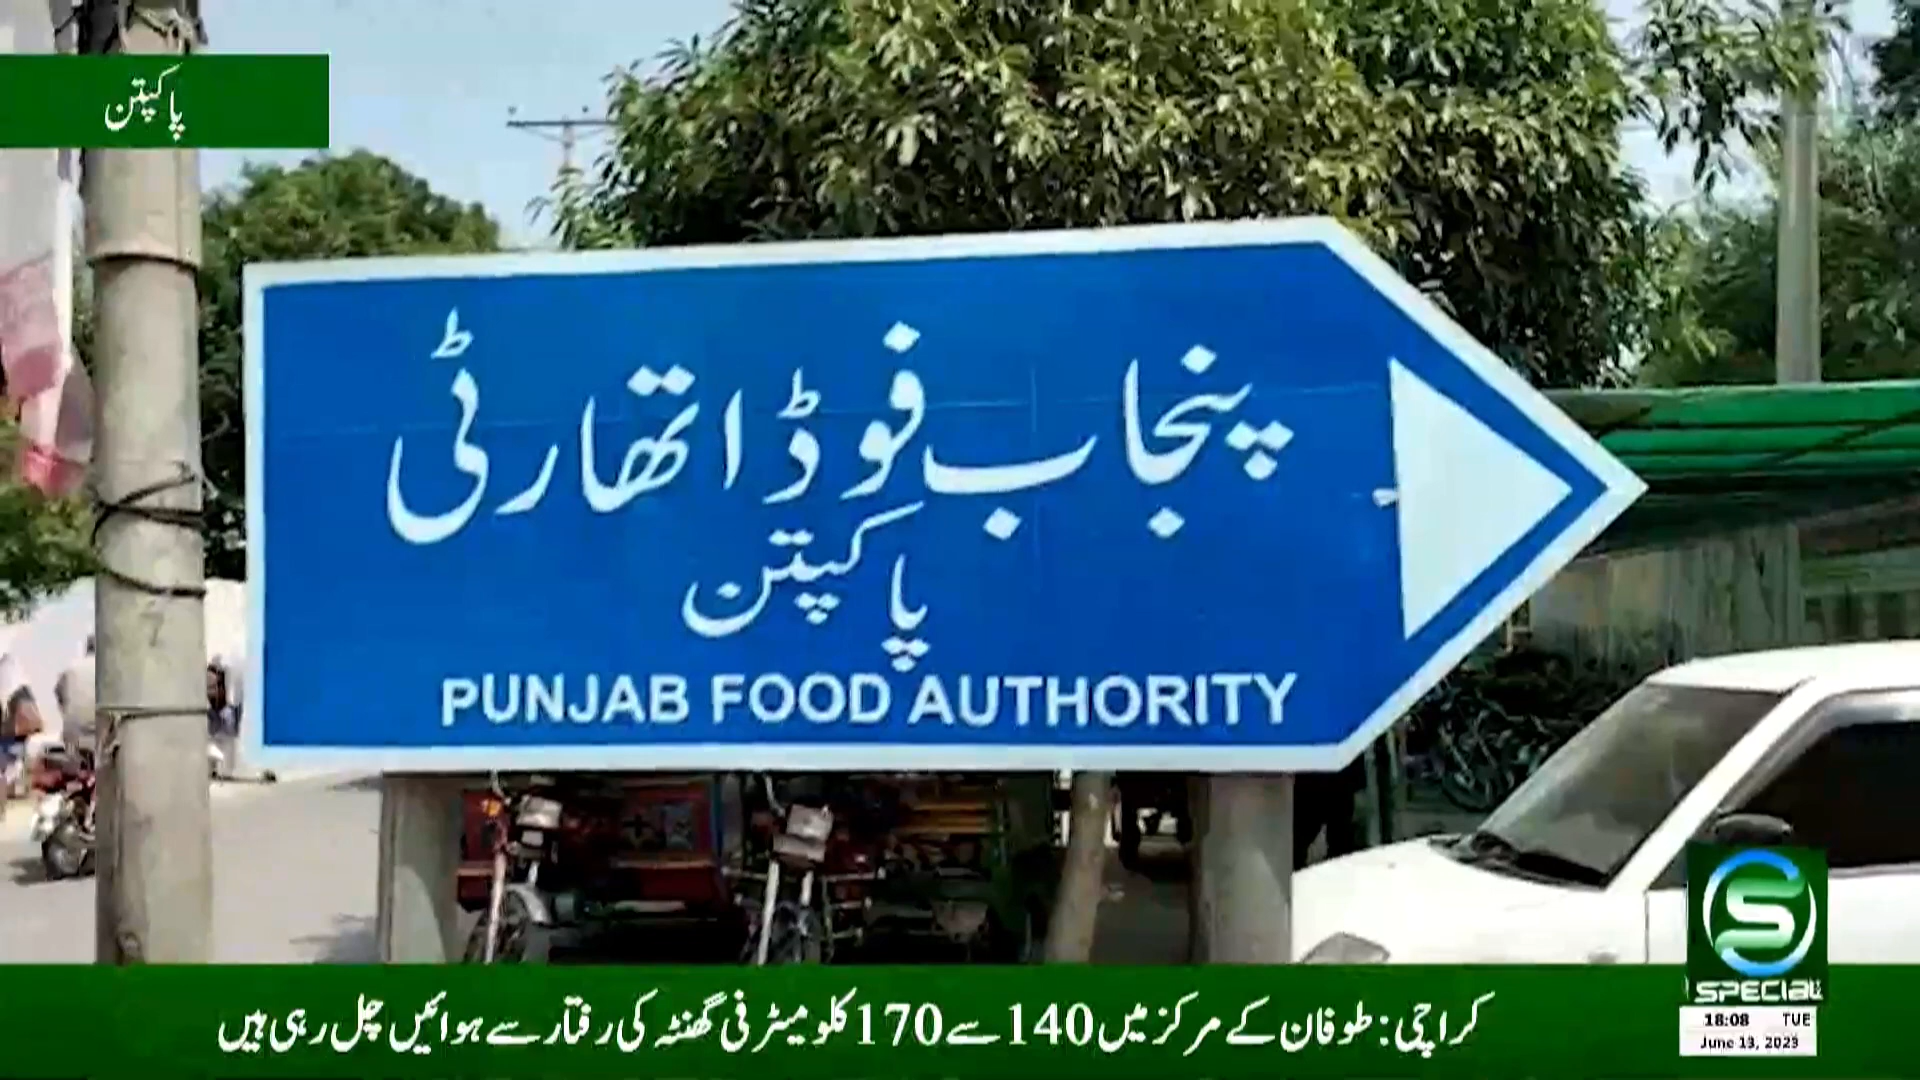 پاکپتن
پنجاب فوڈ اتھارٹی
پاکپتن
PUNJAB FOOD AUTHORITY
S
SPECIAL
18:08 TUE
June 13, 2023
کراچی: طوفان کے مرکز میں 140 سے 170 کلومیٹر فی گھنٹہ کی رفتار سے ہوائیں چل رہی ہیں